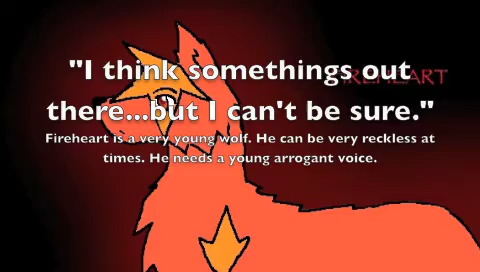 "I think somethings out
FIREHEART
there...but I can't be sure."
Fireheart is a very young wolf. He can be very reckless at
times. He needs a young arrogant voice.